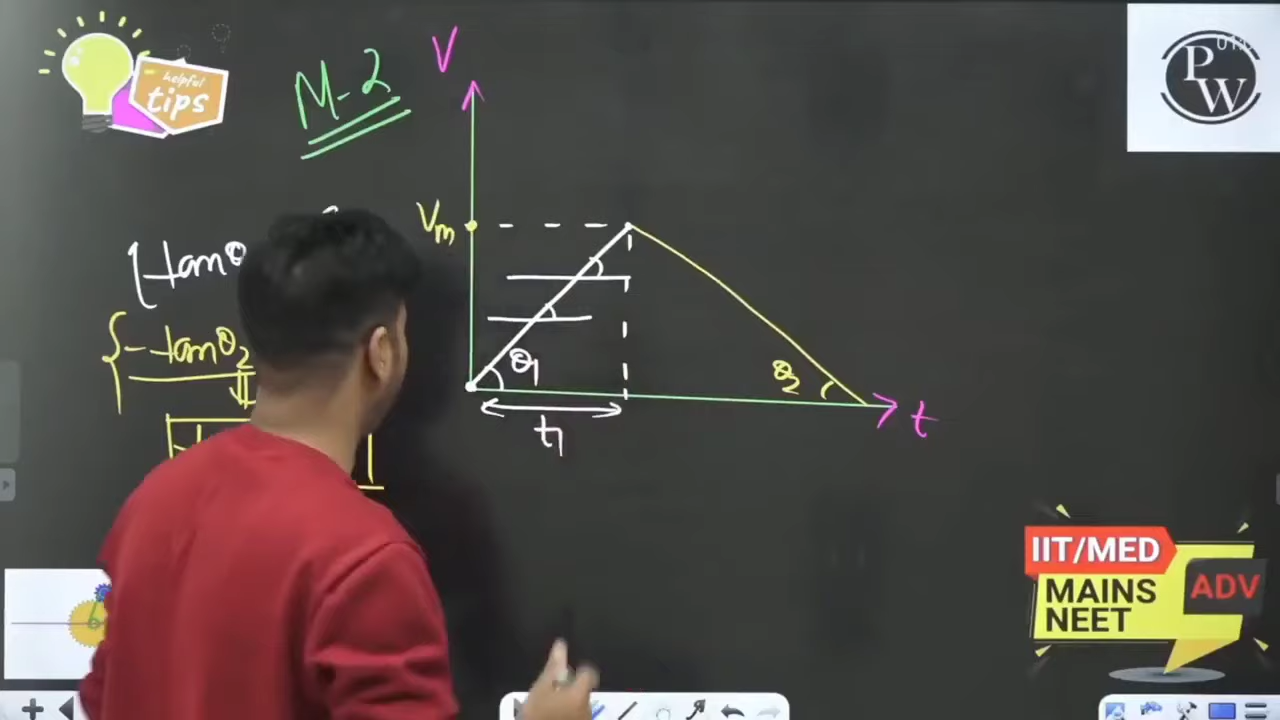 helpful
tips
M-2
V
PW
Vm
tanθ
-tanθ2
θ1
θ2
t1
t
IIT/MED
MAINS
NEET
ADV